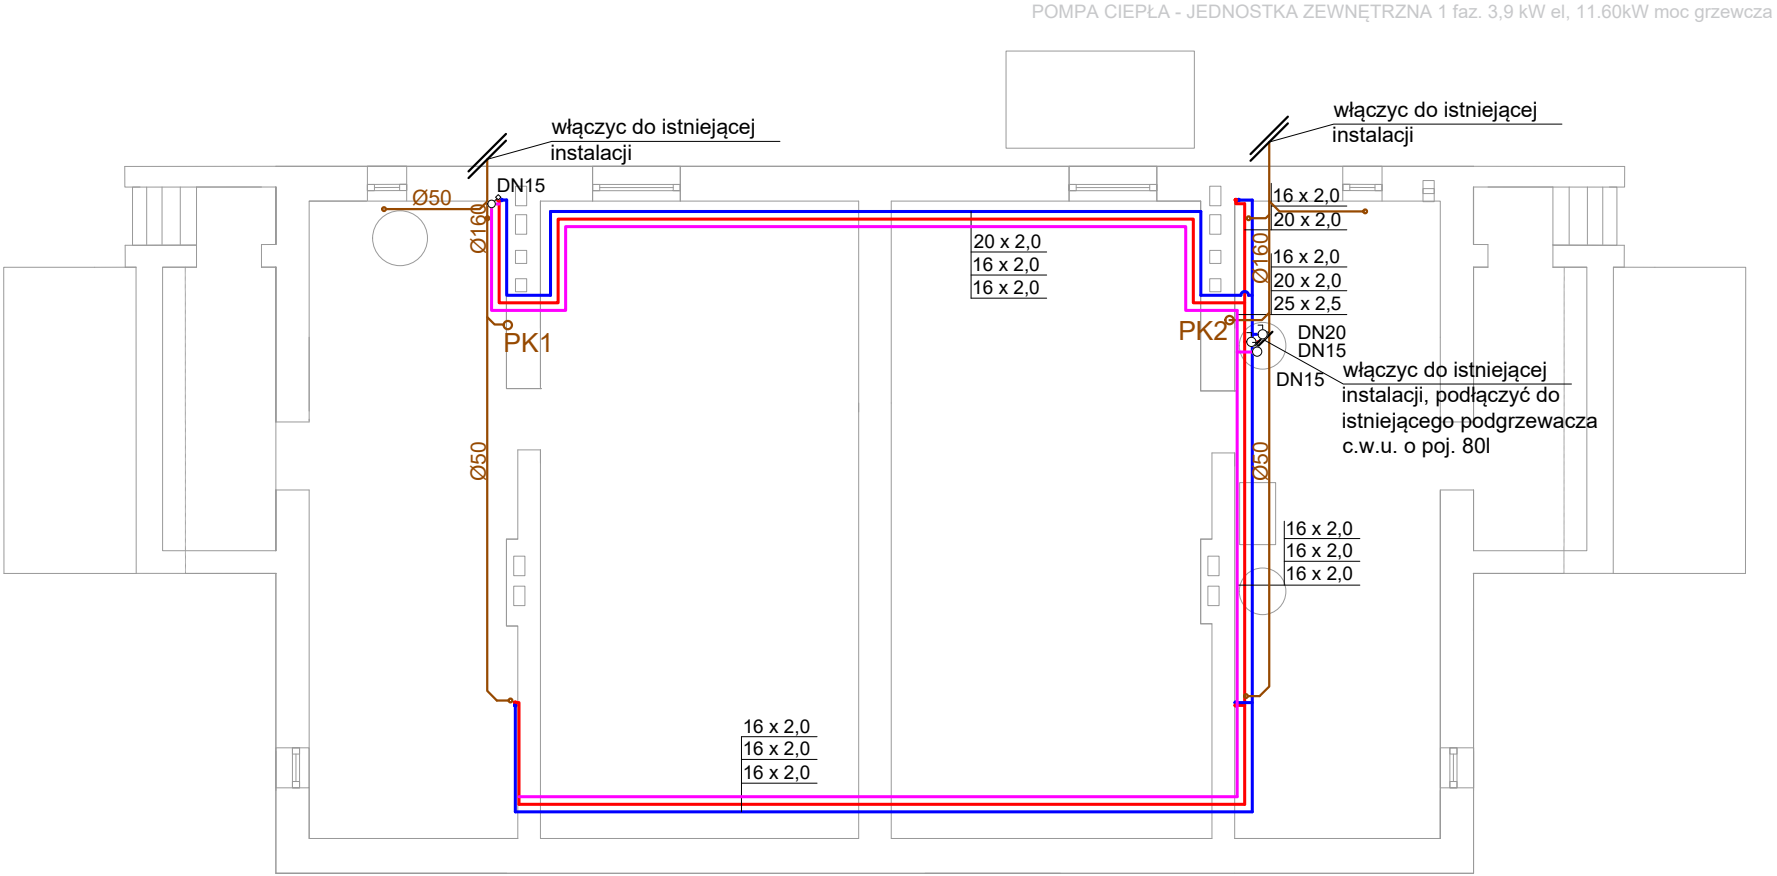 POMPA CIEPŁA - JEDNOSTKA ZEWNĘTRZNA 1 faz. 3,9 kW el, 11.60kW moc grzewcza
włączyc do istniejącej
instalacji
włączyc do istniejącej
instalacji
DN15
Ø50
Ø160
16 x 2,0
20 x 2,0
Ø160
20 x 2,0
16 x 2,0
16 x 2,0
16 x 2,0
20 x 2,0
25 x 2,5
PK1
PK2
DN20
DN15
DN15
włączyc do istniejącej
instalacji, podłączyć do
istniejącego podgrzewacza
c.w.u. o poj. 80l
Ø50
Ø50
16 x 2,0
16 x 2,0
16 x 2,0
16 x 2,0
16 x 2,0
16 x 2,0